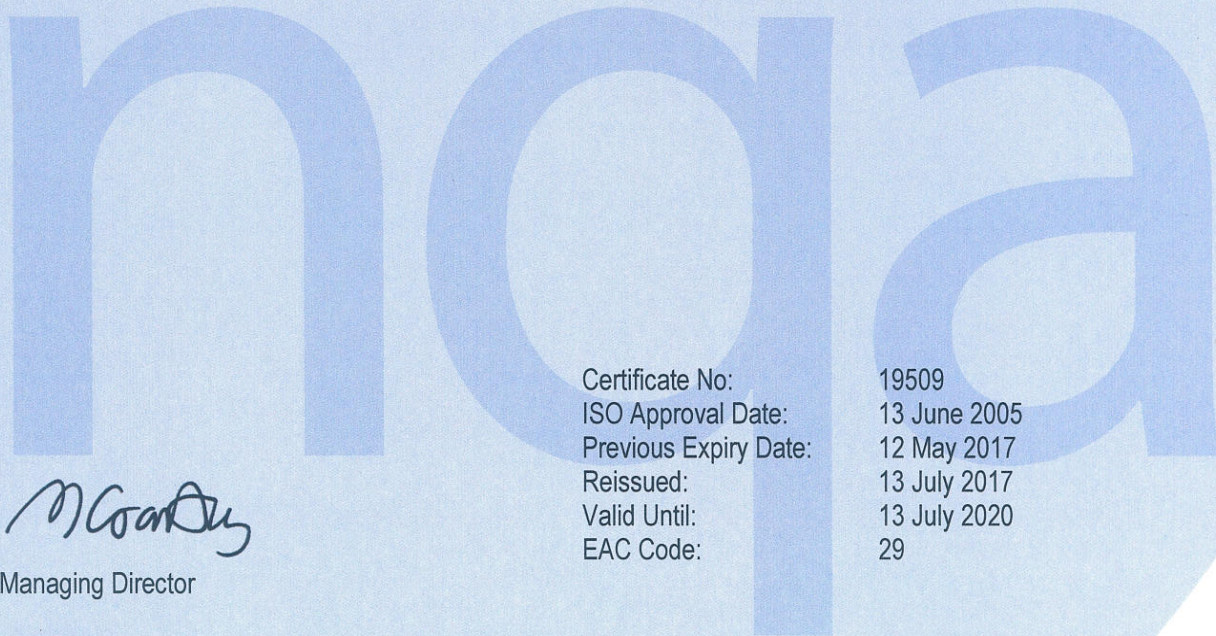 nqa
Certificate No: 19509
ISO Approval Date: 13 June 2005
Previous Expiry Date: 12 May 2017
Reissued: 13 July 2017
Valid Until: 13 July 2020
EAC Code: 29
Managing Director